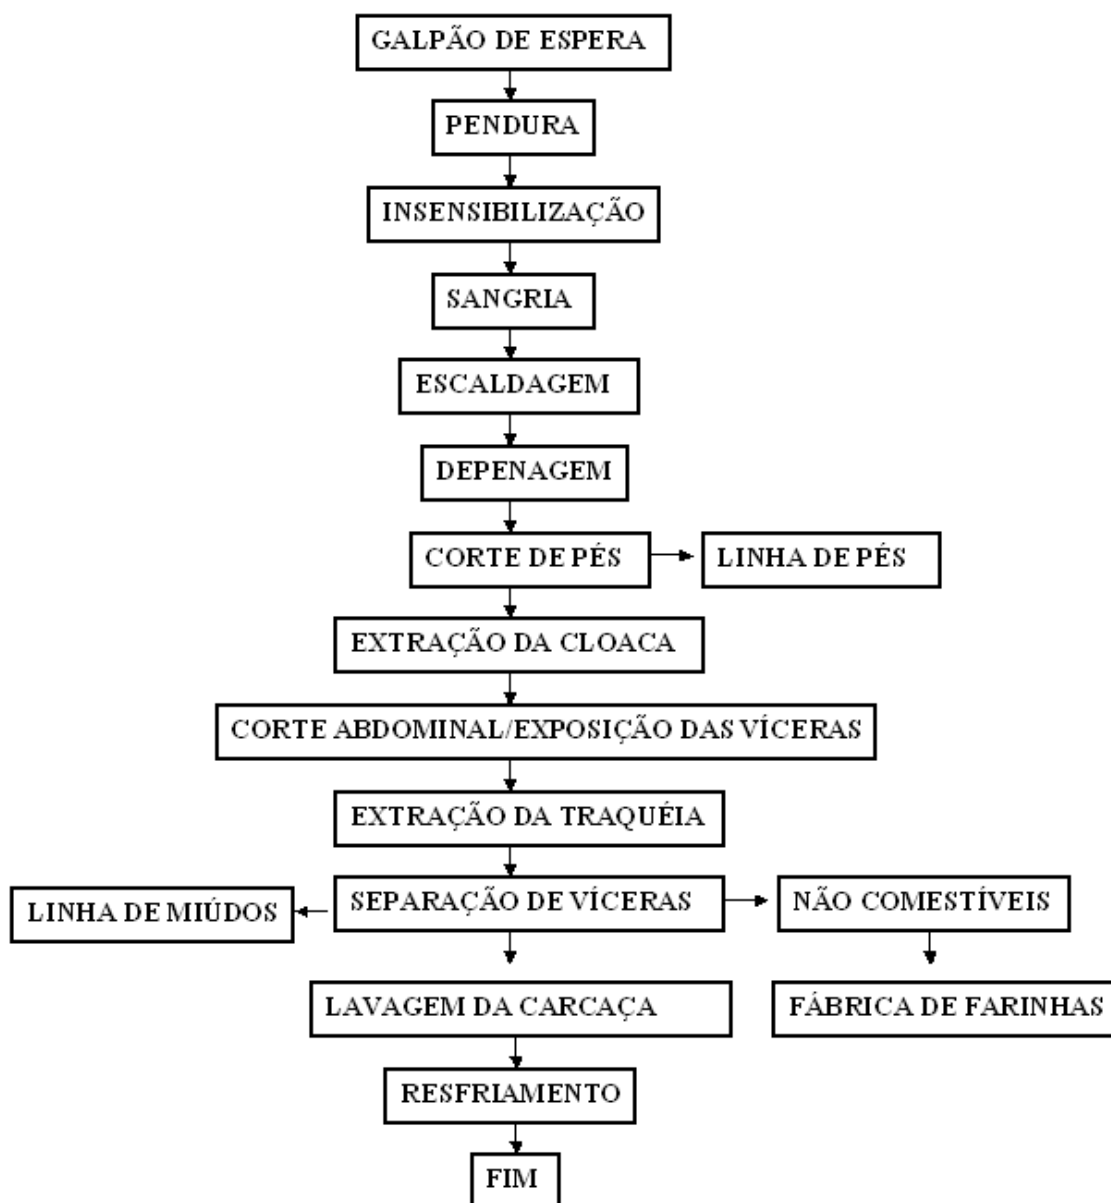 GALPÃO DE ESPERA
PENDURA
INSENSIBILIZAÇÃO
SANGRIA
ESCALDAGEM
DEPENAGEM
CORTE DE PÉS
LINHA DE PÉS
EXTRAÇÃO DA CLOACA
CORTE ABDOMINAL/EXPOSIÇÃO DAS VÍCERAS
EXTRAÇÃO DA TRAQUÉIA
LINHA DE MIÚDOS
SEPARAÇÃO DE VÍCERAS
NÃO COMESTÍVEIS
LAVAGEM DA CARCAÇA
FÁBRICA DE FARINHAS
RESFRIAMENTO
FIM